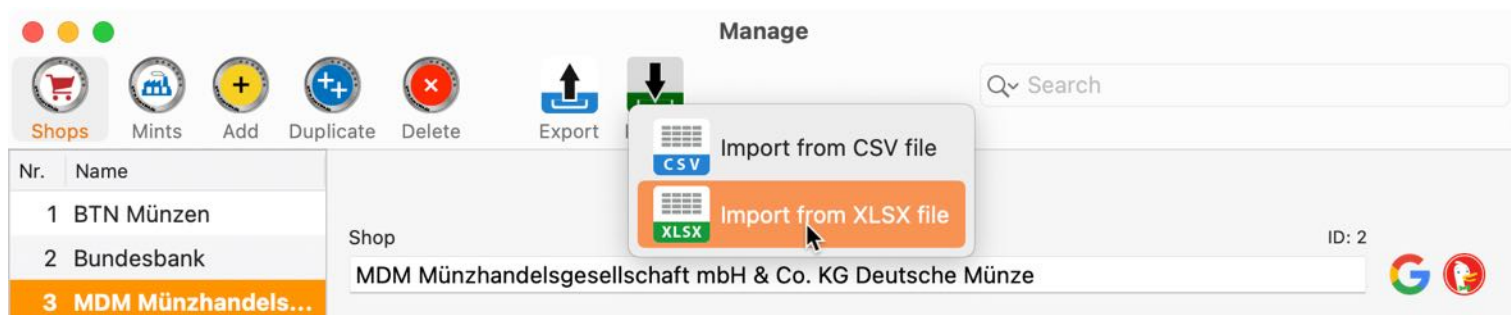 Manage
Shops Mints Add Duplicate Delete Export
Search
Import from CSV file
CSV
Import from XLSX file
XLSX
Nr. Name
1 BTN Münzen
2 Bundesbank
3 MDM Münzhandels...
Shop
ID: 2
MDM Münzhandelsgesellschaft mbH & Co. KG Deutsche Münze